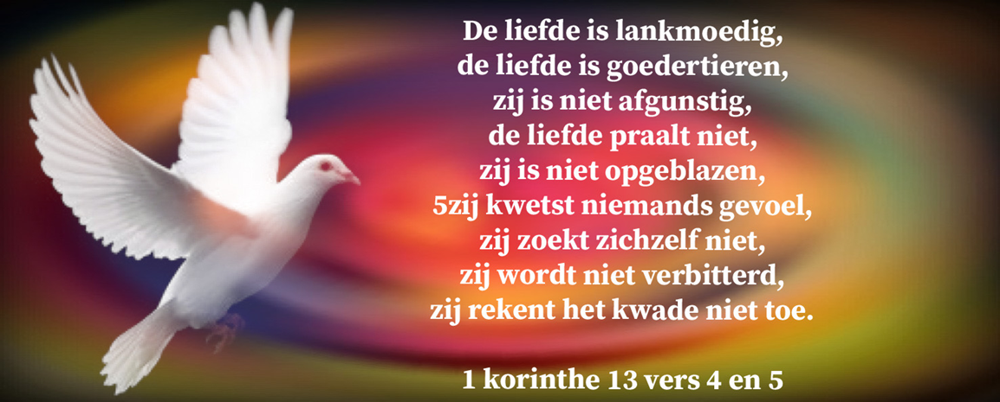 De liefde is lankmoedig,
de liefde is goedertieren,
zij is niet afgunstig,
de liefde praalt niet,
zij is niet opgeblazen,
5zij kwetst niemands gevoel,
zij zoekt zichzelf niet,
zij wordt niet verbitterd,
zij rekent het kwade niet toe.
1 korinthe 13 vers 4 en 5